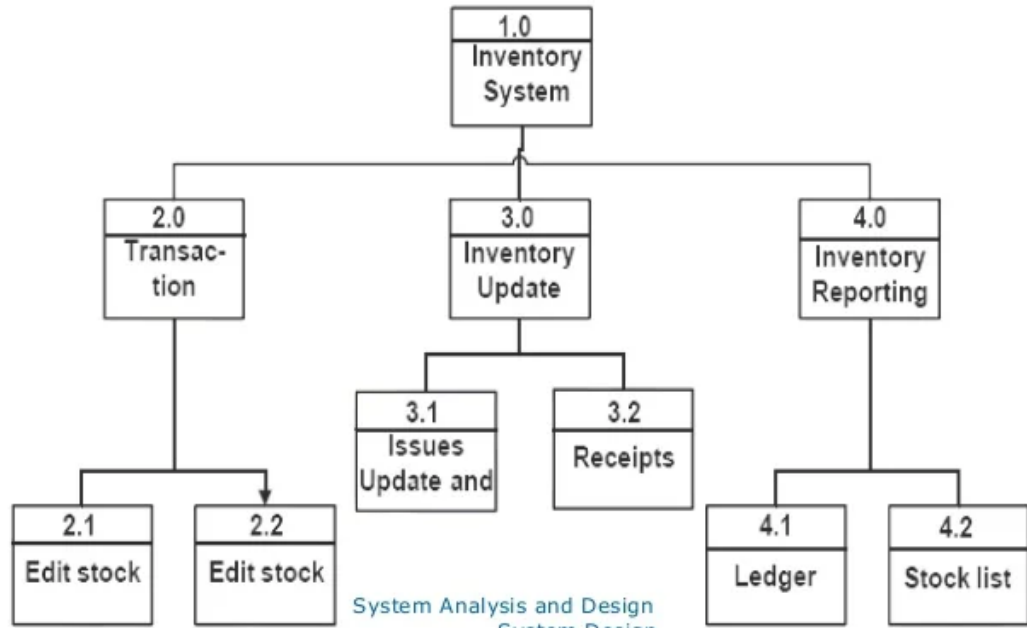 1.0
Inventory
System
2.0
Transac-
tion
3.0
Inventory
Update
4.0
Inventory
Reporting
3.1
Issues
Update and
3.2
Receipts
2.1
Edit stock
2.2
Edit stock
4.1
Ledger
4.2
Stock list
System Analysis and Design
System Design